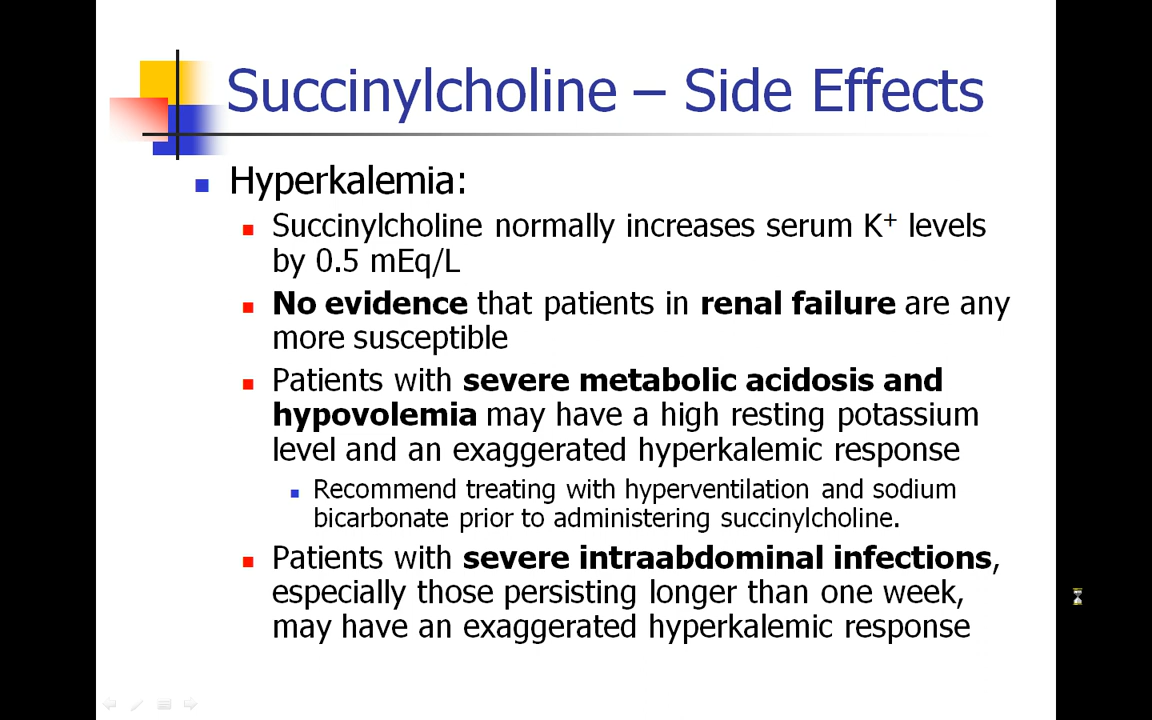 Succinylcholine – Side Effects
Hyperkalemia:
Succinylcholine normally increases serum K⁺ levels
by 0.5 mEq/L
No evidence that patients in renal failure are any
more susceptible
Patients with severe metabolic acidosis and
hypovolemia may have a high resting potassium
level and an exaggerated hyperkalemic response
Recommend treating with hyperventilation and sodium
bicarbonate prior to administering succinylcholine.
Patients with severe intraabdominal infections,
especially those persisting longer than one week,
may have an exaggerated hyperkalemic response